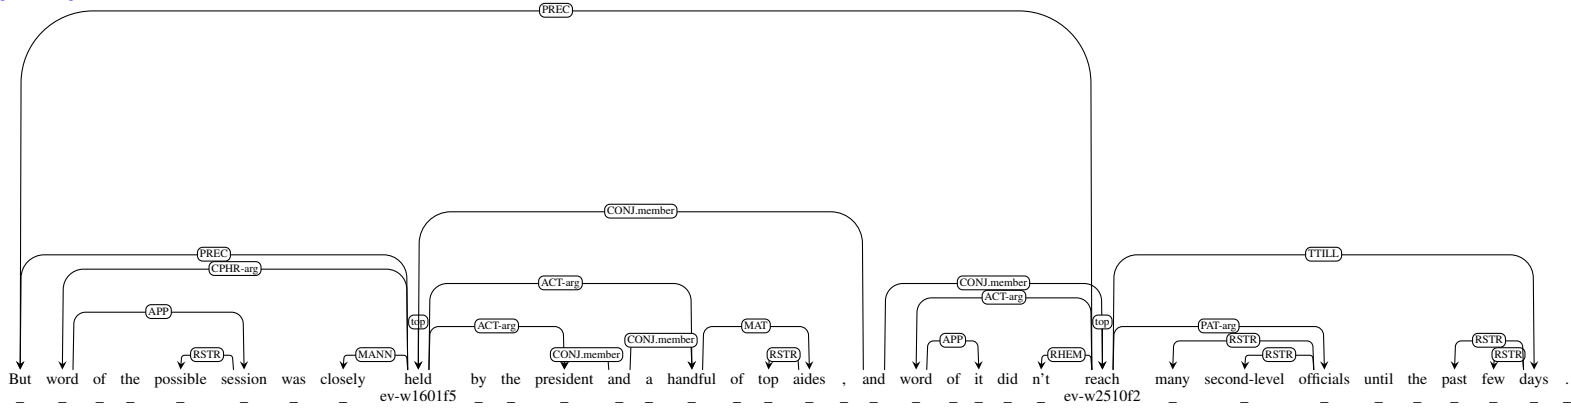 PREC
CONJ.member
PREC TTILL
CPHR-arg
ACT-arg CONJ.member
ACT-arg
APP
top ACT-arg MAT top PAT-arg
CONJ.member APP RSTR RSTR
RSTR MANN CONJ.member RSTR RHEM RSTR RSTR
But word of the possible session was closely held by the president and a handful of top aides , and word of it did n't reach many second-level officials until the past few days .
ev-w1601f5 ev-w2510f2